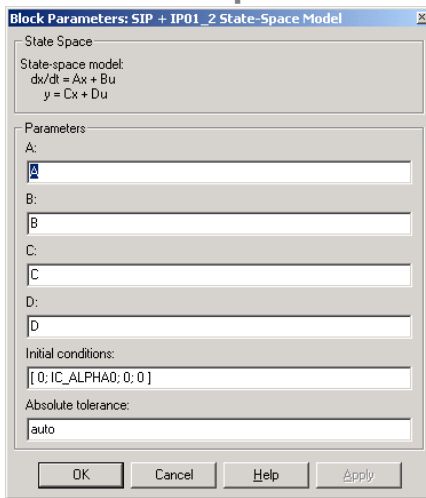 Block Parameters: SIP + IP01_2 State-Space Model
State Space
State-space model:
dx/dt = Ax + Bu
y = Cx + Du
Parameters
A:
A
B:
B
C:
C
D:
D
Initial conditions:
[ 0; IC_ALPHA0; 0; 0 ]
Absolute tolerance:
auto
OK Cancel Help Apply